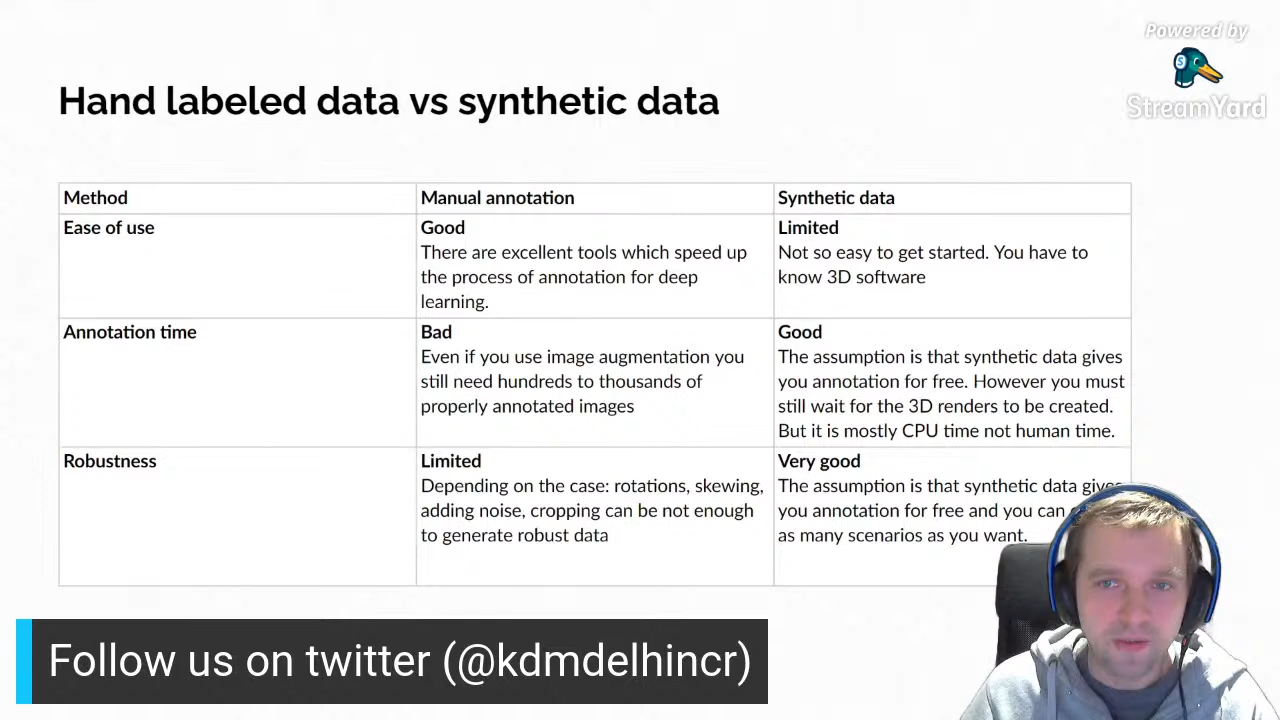 Powered by
StreamYard
Hand labeled data vs synthetic data
Method
Manual annotation
Synthetic data
Ease of use
Good
There are excellent tools which speed up
the process of annotation for deep
learning.
Limited
Not so easy to get started. You have to
know 3D software
Annotation time
Bad
Even if you use image augmentation you
still need hundreds to thousands of
properly annotated images
Good
The assumption is that synthetic data gives
you annotation for free. However you must
still wait for the 3D renders to be created.
But it is mostly CPU time not human time.
Robustness
Limited
Depending on the case: rotations, skewing,
adding noise, cropping can be not enough
to generate robust data
Very good
The assumption is that synthetic data gives
you annotation for free and you can
as many scenarios as you want.
Follow us on twitter (@kdmdelhincr)